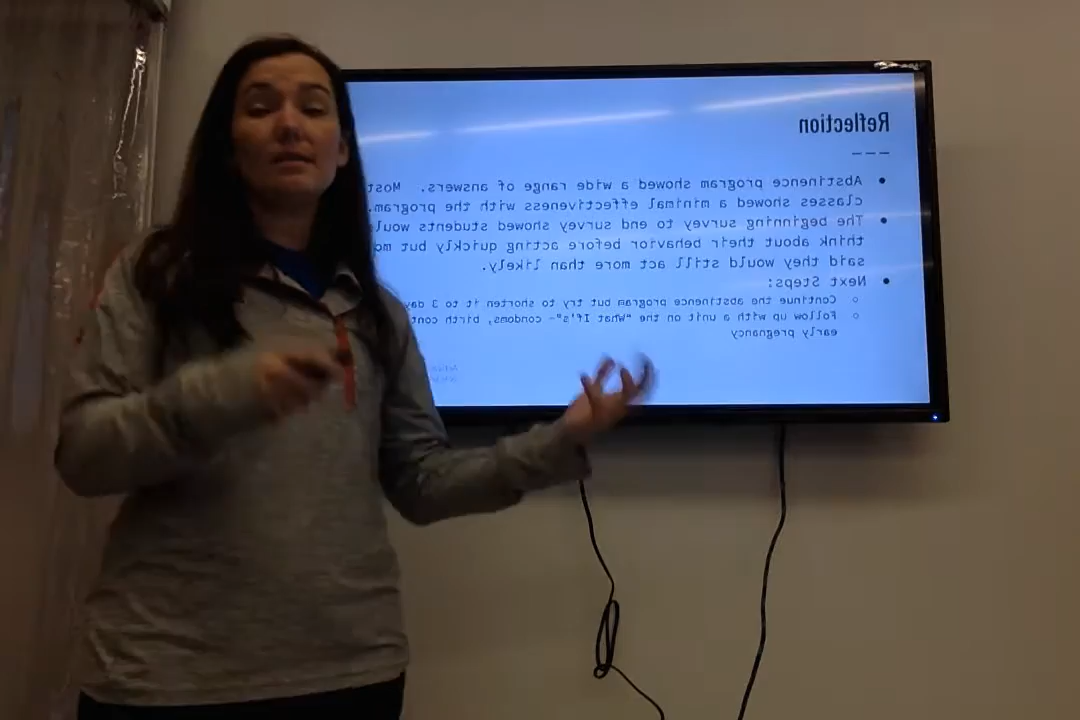 Reflection
Abstinence program showed a wide range of answers. Most
classes showed a minimal effectiveness with the program.
The beginning survey to end survey showed students would
think about their behavior before acting quickly but
said they would still act more than likely.
Next Steps:
Continue the abstinence program but try to shorten it to 3
Follow up with a unit on the "What If's"- condoms, birth
early pregnancy